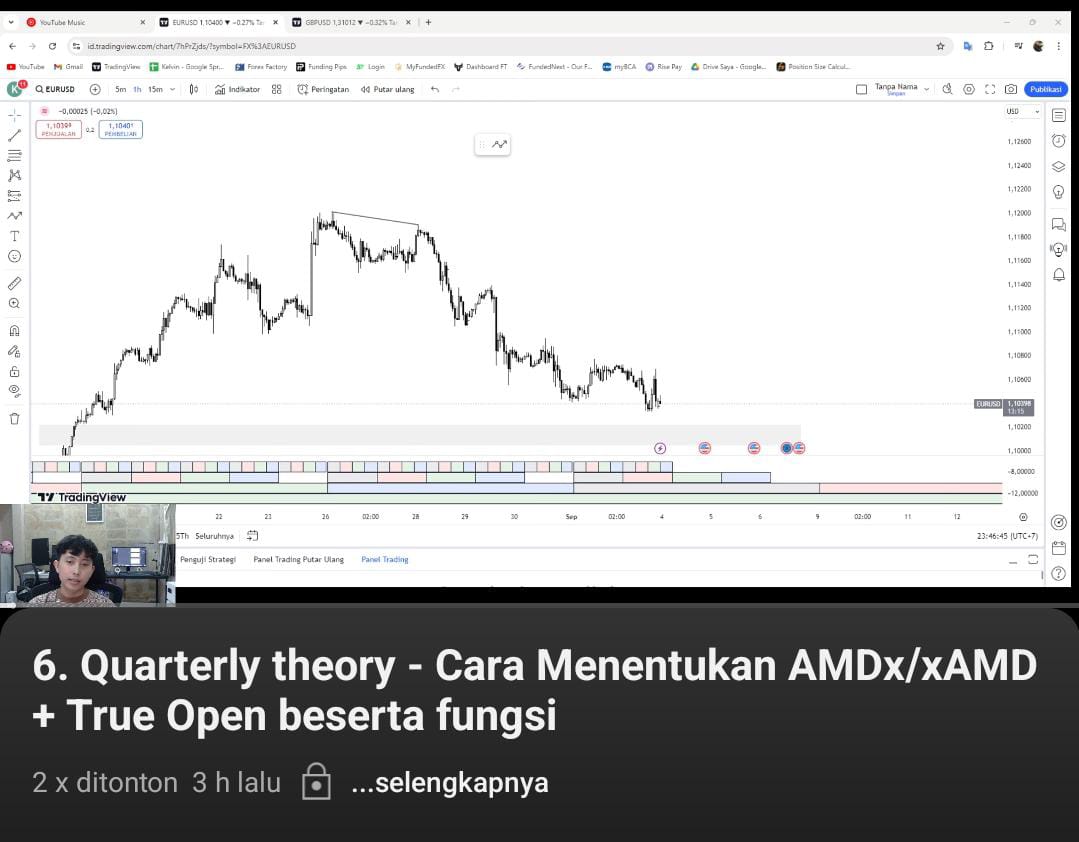 YouTube Music
EURUSD 1,10400 ▼ −0.27% Ta
GBPUSD 1,31012 ▼ −0.32% Tar
id.tradingview.com/chart/7hPrZjds/?symbol=FX%3AEURUSD
YouTube Gmail TradingView Kelvin - Google Spr... Forex Factory Funding Pips Login MyFundedFX Dashboard FT FundedNext - Our F... myBCA Rise Pay Drive Saya - Google... Position Size Calcul...
K 11 EURUSD 5m 1h 15m Indikator Peringatan Putar ulang Tanpa Nama Simpan Publikasi
−0,00025 (−0,02%)
USD
1,10399 PENJUALAN 0,2 1,10401 PEMBELIAN
1,12600
1,12400
1,12200
1,12000
1,11800
1,11600
1,11400
1,11200
1,11000
1,10800
1,10600
EURUSD 1,10398
13:15
1,10200
1,10000
−8,00000
−12,00000
TradingView
22 23 26 02:00 28 29 30 Sep 02:00 4 5 6 9 02:00 11 12
5Th Seluruhnya
23:46:45 (UTC+7)
Penguji Strategi Panel Trading Putar Ulang Panel Trading
6. Quarterly theory - Cara Menentukan AMDx/xAMD
+ True Open beserta fungsi
2 x ditonton 3 h lalu ...selengkapnya